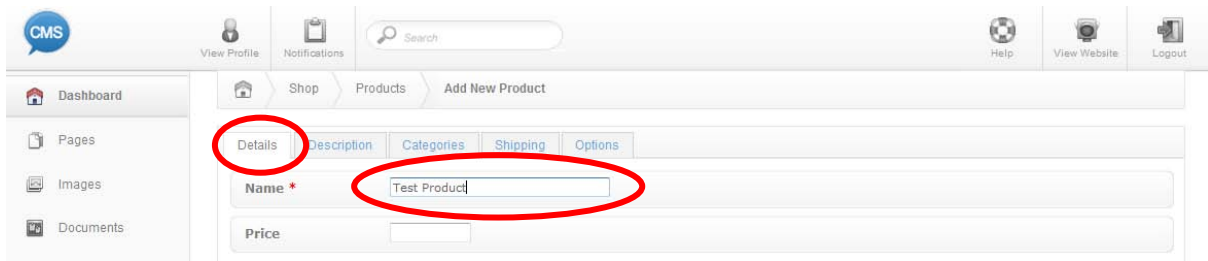 CMS
View Profile
Notifications
Search
Help
View Website
Logout
Dashboard
Shop
Products
Add New Product
Pages
Details
Description
Categories
Shipping
Options
Images
Name *
Test Product
Documents
Price